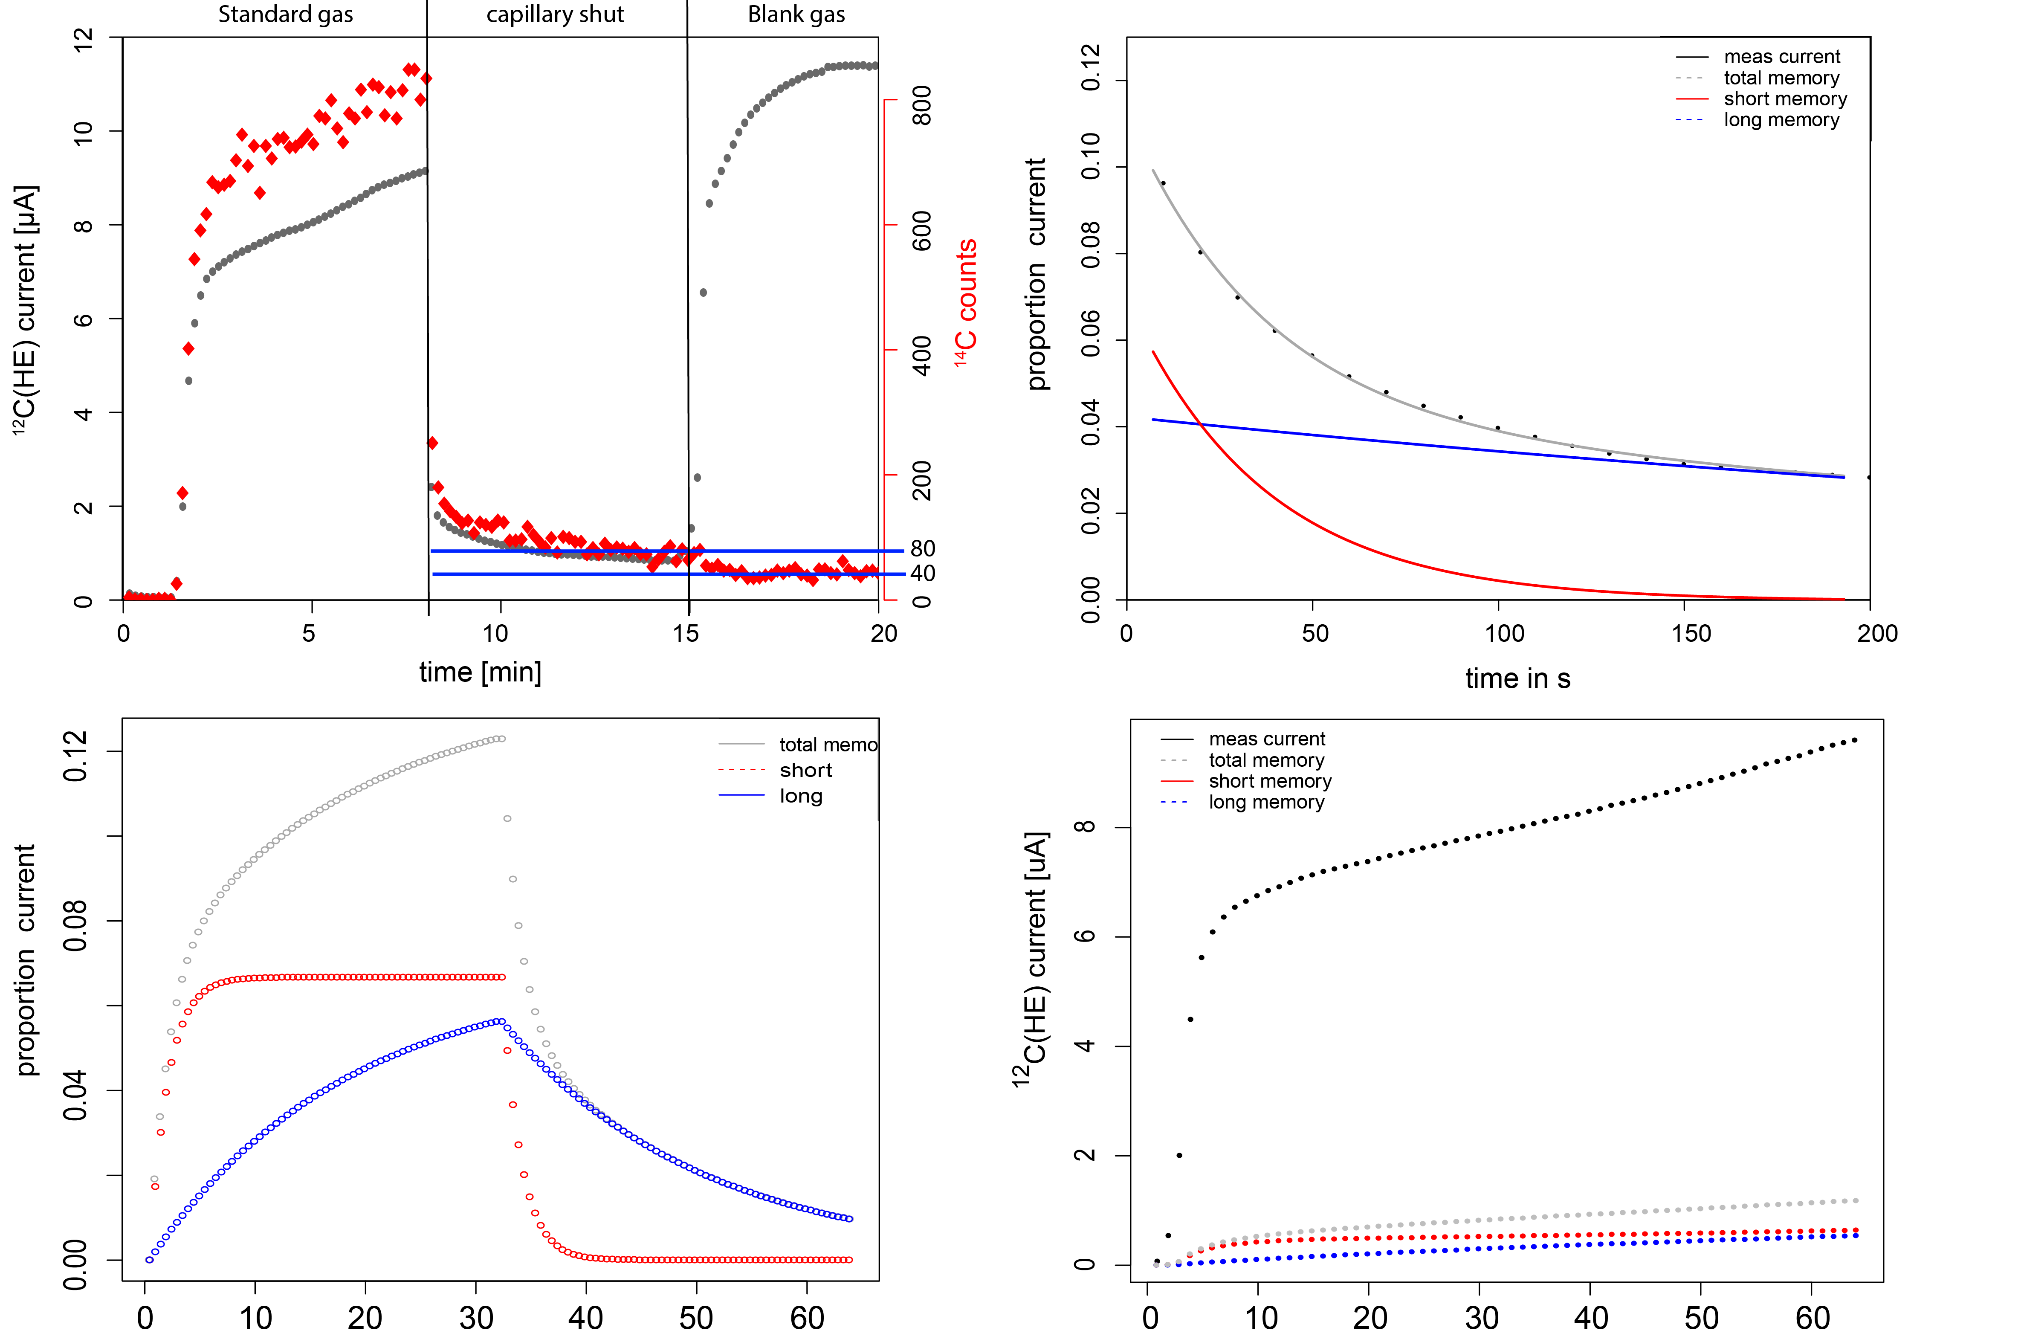 Standard gas capillary shut Blank gas
12
10
8
6
4
2
0
¹²C(HE) current [µA]
800
600
400
200
80
40
0
¹⁴C counts
0 5 10 15 20
time [min]
meas current
total memory
short memory
long memory
0.12
0.10
0.08
0.06
0.04
0.02
0.00
proportion current
0 50 100 150 200
time in s
total memo
short
long
0.12
0.08
0.04
0.00
proportion current
0 10 20 30 40 50 60
meas current
total memory
short memory
long memory
8
6
4
2
0
¹²C(HE) current [uA]
0 10 20 30 40 50 60